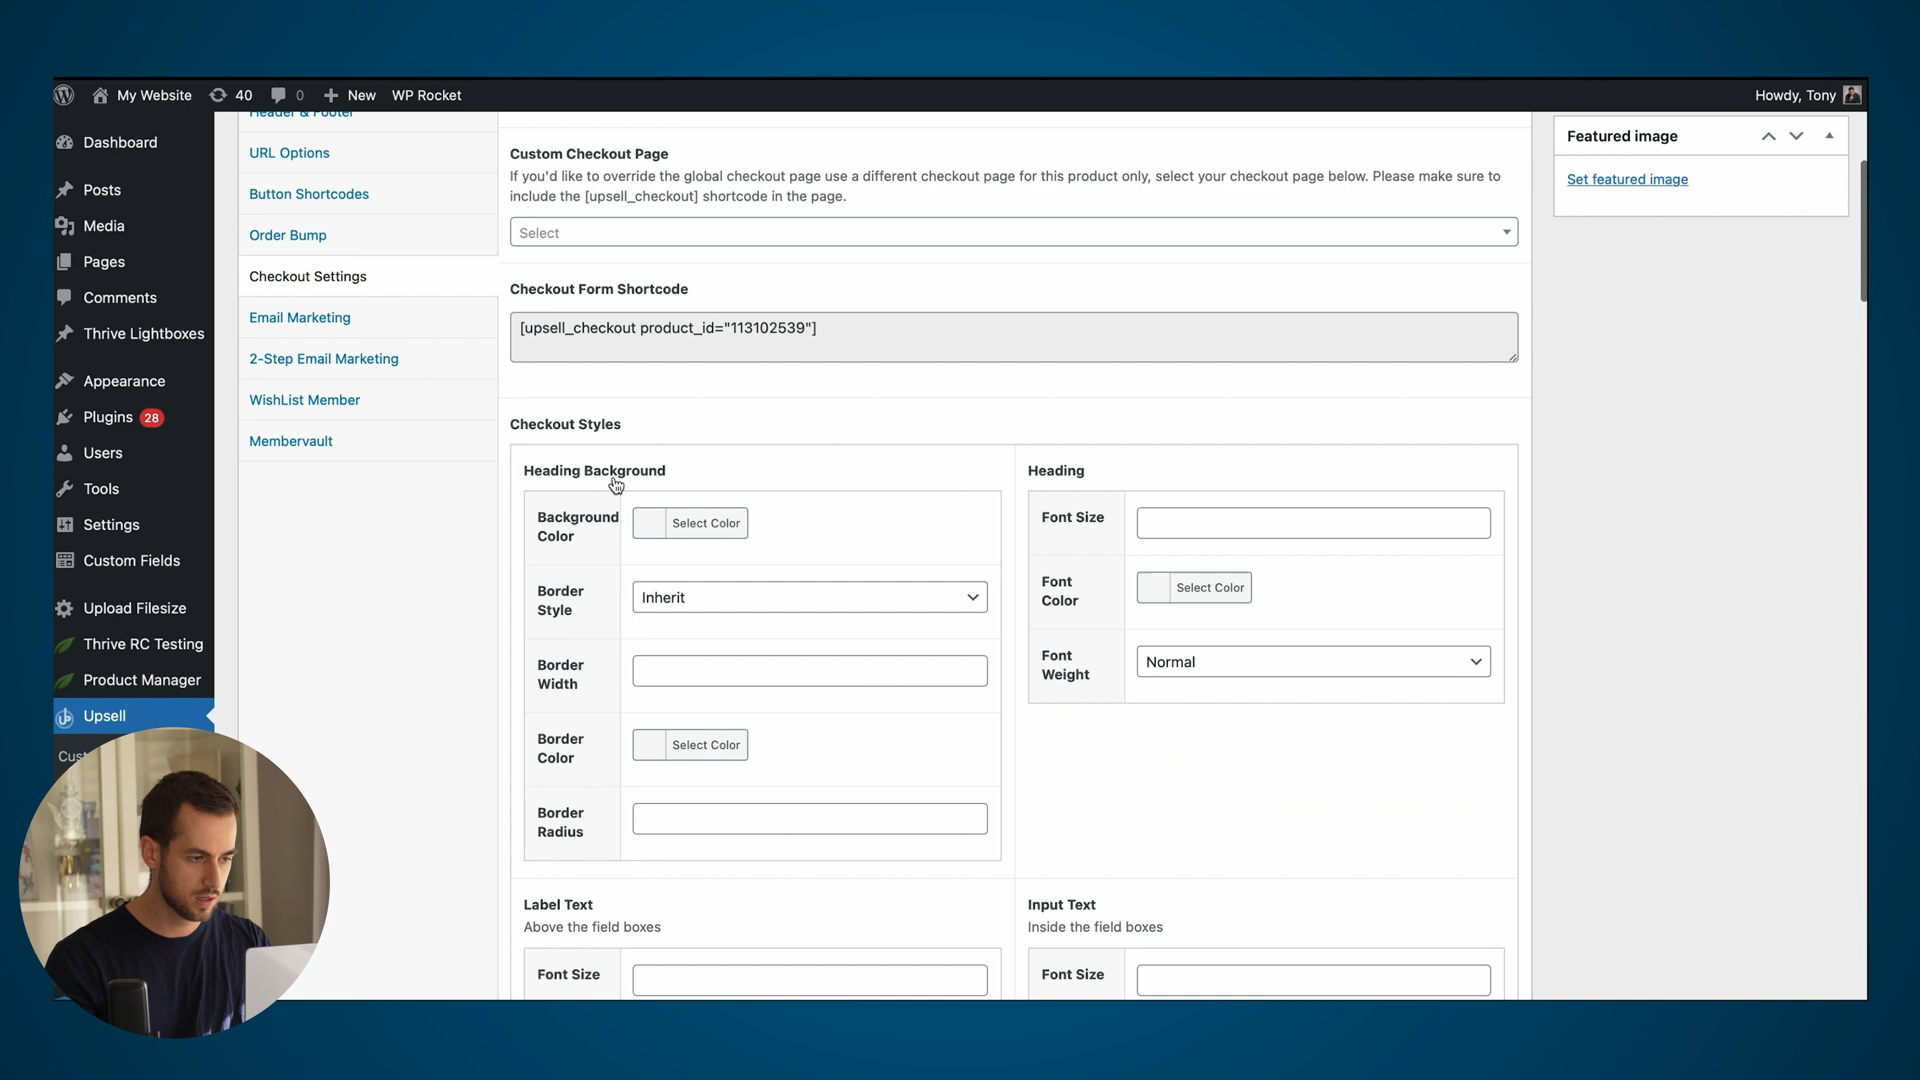 My Website
40
0
New
WP Rocket
Howdy, Tony
Dashboard
Posts
Media
Pages
Comments
Thrive Lightboxes
Appearance
Plugins 28
Users
Tools
Settings
Custom Fields
Upload Filesize
Thrive RC Testing
Product Manager
Upsell
Header & Footer
URL Options
Button Shortcodes
Order Bump
Checkout Settings
Email Marketing
2-Step Email Marketing
WishList Member
Membervault
Custom Checkout Page
If you'd like to override the global checkout page use a different checkout page for this product only, select your checkout page below. Please make sure to
include the [upsell_checkout] shortcode in the page.
Select
Checkout Form Shortcode
[upsell_checkout product_id="113102539"]
Checkout Styles
Heading Background
Background
Color
Select Color
Border
Style
Inherit
Border
Width
Border
Color
Select Color
Border
Radius
Heading
Font Size
Font
Color
Select Color
Font
Weight
Normal
Label Text
Above the field boxes
Font Size
Input Text
Inside the field boxes
Font Size
Featured image
Set featured image